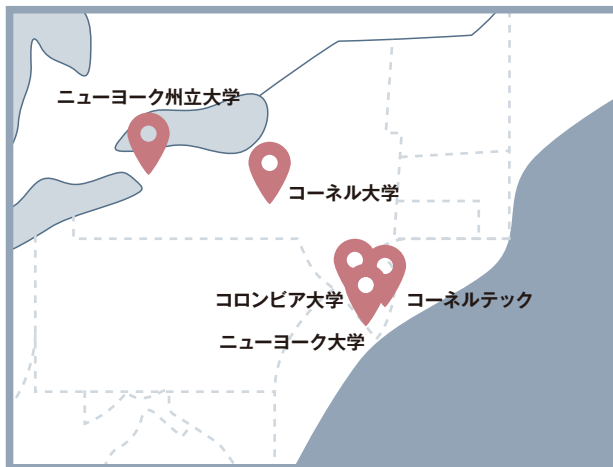 ニューヨーク州立大学
コーネル大学
コロンビア大学
コーネルテック
ニューヨーク大学